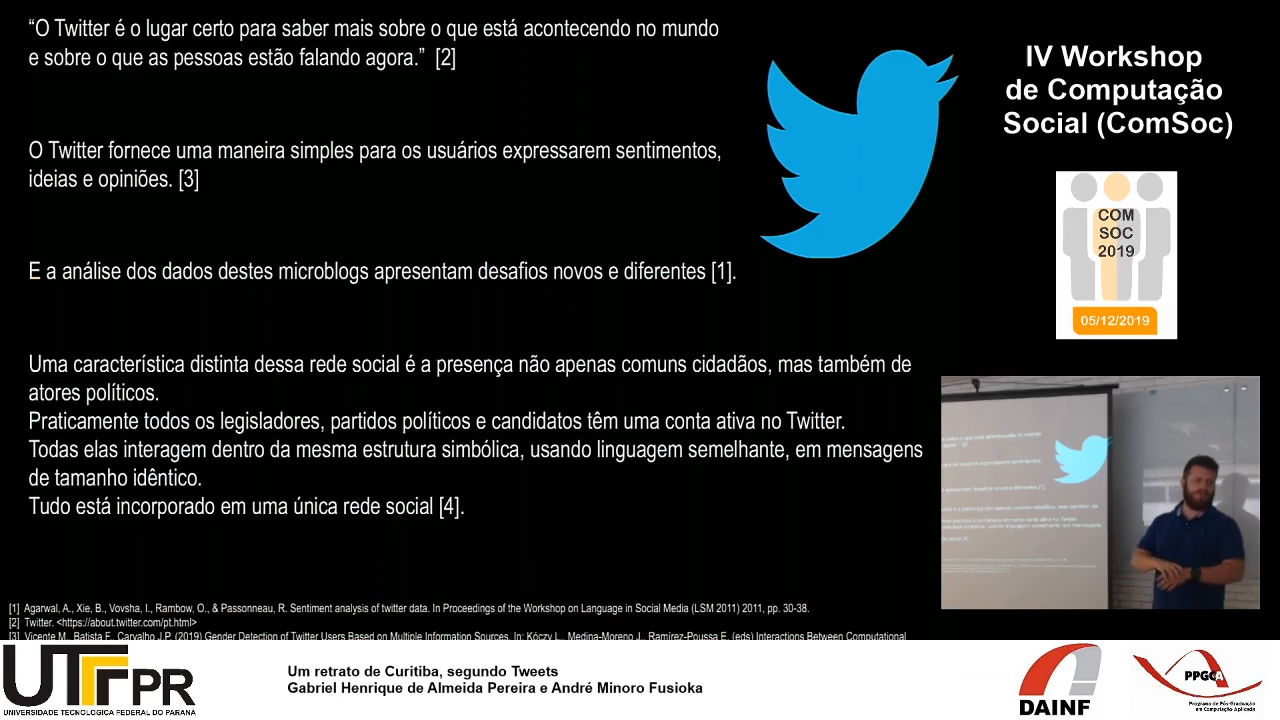 “O Twitter é o lugar certo para saber mais sobre o que está acontecendo no mundo
e sobre o que as pessoas estão falando agora.” [2]
O Twitter fornece uma maneira simples para os usuários expressarem sentimentos,
ideias e opiniões. [3]
E a análise dos dados destes microblogs apresentam desafios novos e diferentes [1].
Uma característica distinta dessa rede social é a presença não apenas comuns cidadãos, mas também de
atores políticos.
Praticamente todos os legisladores, partidos políticos e candidatos têm uma conta ativa no Twitter.
Todas elas interagem dentro da mesma estrutura simbólica, usando linguagem semelhante, em mensagens
de tamanho idêntico.
Tudo está incorporado em uma única rede social [4].
[1] Agarwal, A., Xie, B., Vovsha, I., Rambow, O., & Passonneau, R. Sentiment analysis of twitter data. In Proceedings of the Workshop on Language in Social Media (LSM 2011) 2011, pp. 30-38.
[2] Twitter. <https://about.twitter.com/pt.html>
[3] Vicente M., Batista F., Carvalho J.P. (2019) Gender Detection of Twitter Users Based on Multiple Information Sources. In: Kóczy L., Medina-Moreno J., Ramírez-Poussa E. (eds) Interactions Between Computational
IV Workshop
de Computação
Social (ComSoc)
COM
SOC
2019
05/12/2019
UTFPR
UNIVERSIDADE TECNOLÓGICA FEDERAL DO PARANÁ
Um retrato de Curitiba, segundo Tweets
Gabriel Henrique de Almeida Pereira e André Minoro Fusioka
DAINF
PPGCA
Programa de Pós-Graduação
em Computação Aplicada